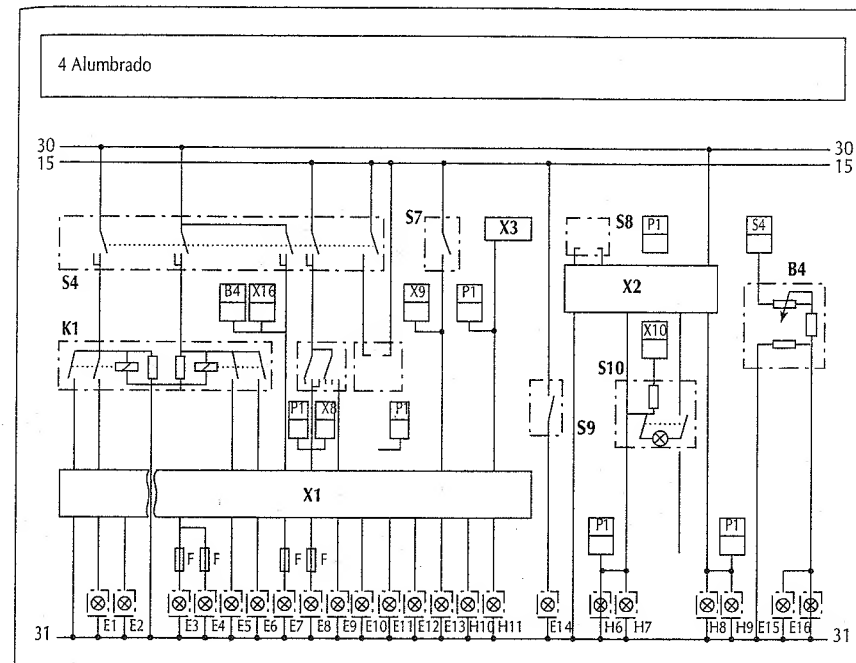 4 Alumbrado
30 30
15 15
S4
S7
X3
S8
P1
S4
B4
X2
B4 X16
X9
P1
K1
X10
S10
P1 X8
P1
S9
X1
P1
P1
F F F F
E1 E2 E3 E4 E5 E6 E7 E8 E9 E10 E11 E12 E13 H10 H11 E14 H6 H7 H8 H9 E15 E16
31 31